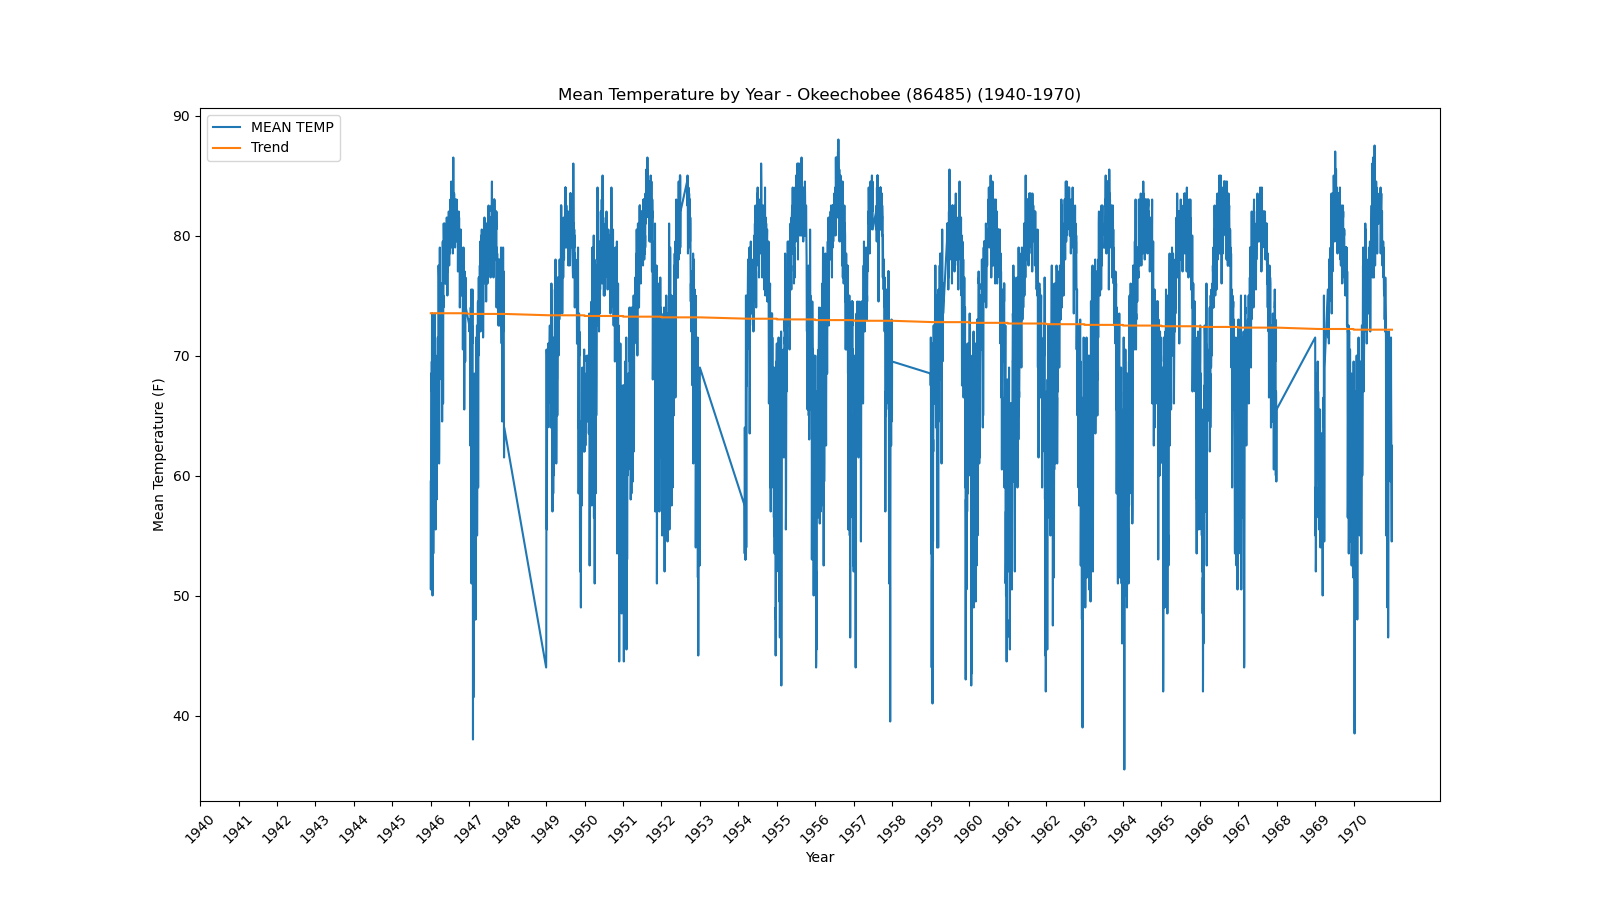 Mean Temperature by Year - Okeechobee (86485) (1940-1970)
MEAN TEMP
Trend
Mean Temperature (F)
90
80
70
60
50
40
1940 1941 1942 1943 1944 1945 1946 1947 1948 1949 1950 1951 1952 1953 1954 1955 1956 1957 1958 1959 1960 1961 1962 1963 1964 1965 1966 1967 1968 1969 1970
Year